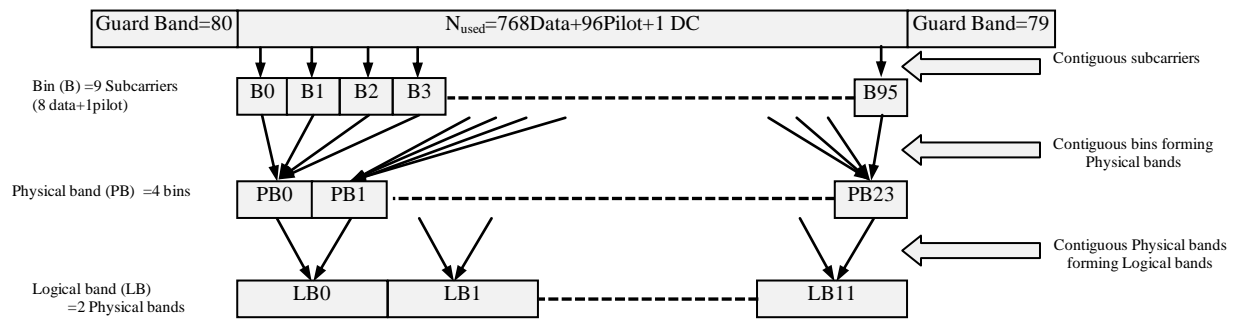 Guard Band=80 N_used=768Data+96Pilot+1 DC Guard Band=79
Contiguous subcarriers
Bin (B) =9 Subcarriers
(8 data+1pilot)
B0 B1 B2 B3 B95
Contiguous bins forming
Physical bands
Physical band (PB) =4 bins
PB0 PB1 PB23
Contiguous Physical bands
forming Logical bands
Logical band (LB)
=2 Physical bands
LB0 LB1 LB11